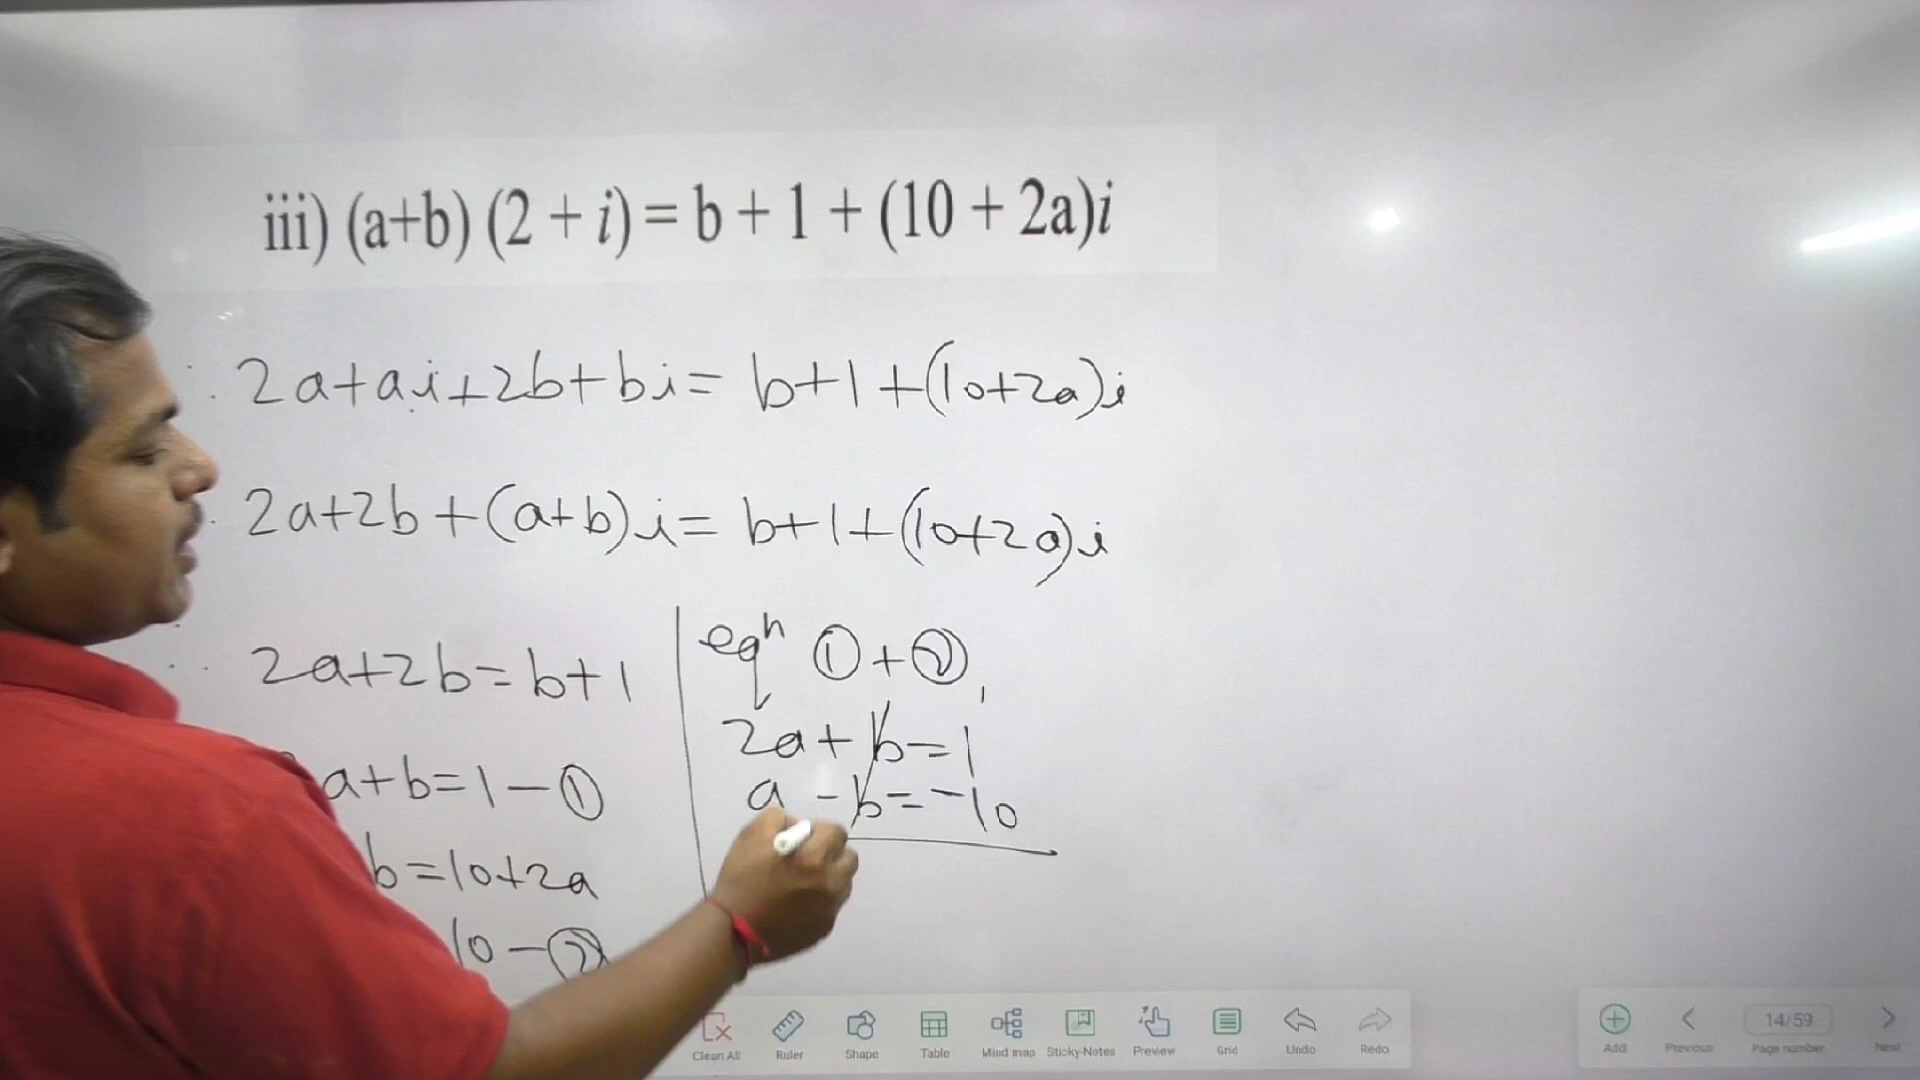 iii) (a+b) (2 + i) = b + 1 + (10 + 2a)i
2a+ai+2b+bi= b+1+(10+2a)i
2a+2b+(a+b)i= b+1+(10+2a)i
2a+2b=b+1
a+b=1-①
b=10+2a
10-②
eqn ①+②,
2a+b=1
a-b=-10
Clean All Ruler Shape Table Mind map Sticky-Notes Preview Grid Undo Redo
14/59
Add Previous Page number Next